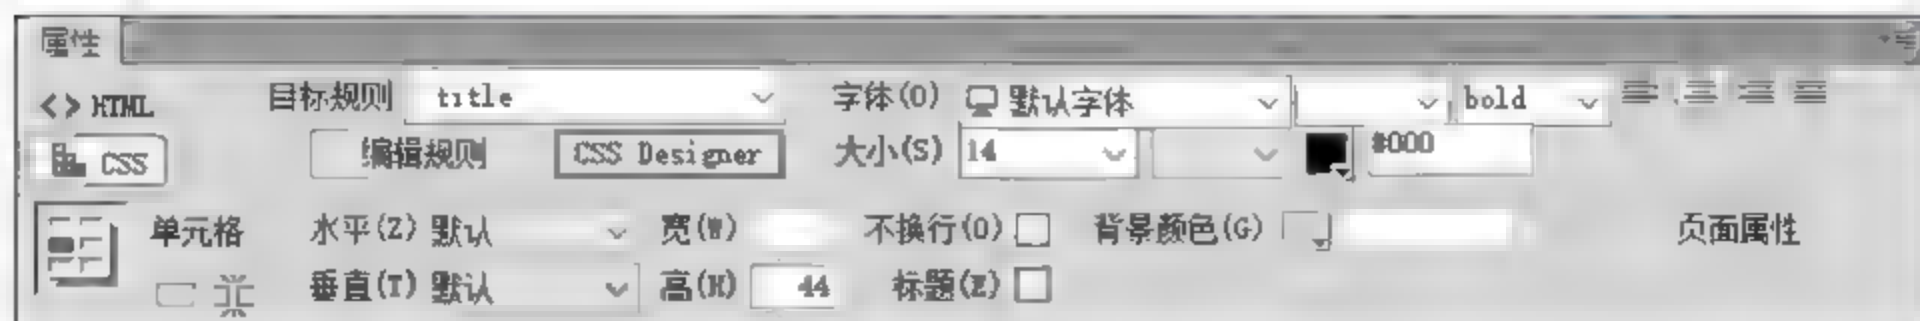 属性
<> HTML 目标规则 title 字体(O) 默认字体 bold
CSS 编辑规则 CSS Designer 大小(S) 14 #000
单元格 水平(Z) 默认 宽(W) 不换行(O) 背景颜色(G) 页面属性
垂直(T) 默认 高(H) 44 标题(E)